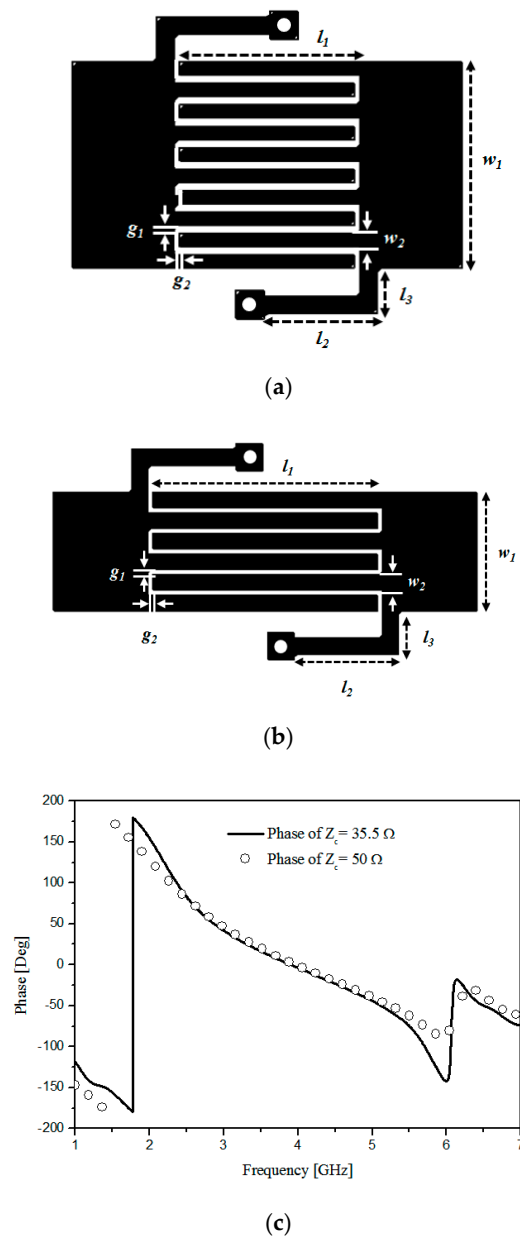 l1
w1
g1
w2
g2
l3
l2
(a)
l1
g1
w2
w1
g2
l3
l2
(b)
200
150
100
50
0
-50
-100
-150
-200
Phase [Deg]
Phase of Zc = 35.5 Ω
Phase of Zc = 50 Ω
1 2 3 4 5 6 7
Frequency [GHz]
(c)